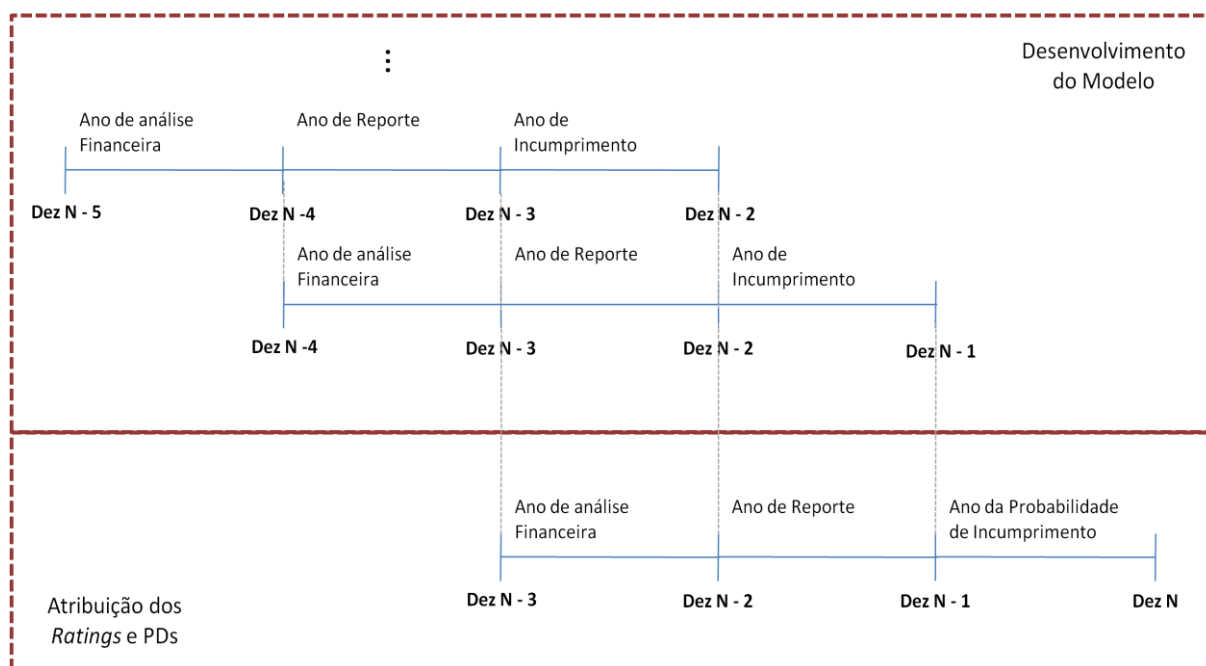 Desenvolvimento
do Modelo
⋮
Ano de análise
Financeira
Ano de Reporte
Ano de
Incumprimento
Dez N - 5
Dez N -4
Dez N - 3
Dez N - 2
Ano de análise
Financeira
Ano de Reporte
Ano de
Incumprimento
Dez N -4
Dez N - 3
Dez N - 2
Dez N - 1
Ano de análise
Financeira
Ano de Reporte
Ano da Probabilidade
de Incumprimento
Dez N - 3
Dez N - 2
Dez N - 1
Dez N
Atribuição dos
Ratings e PDs